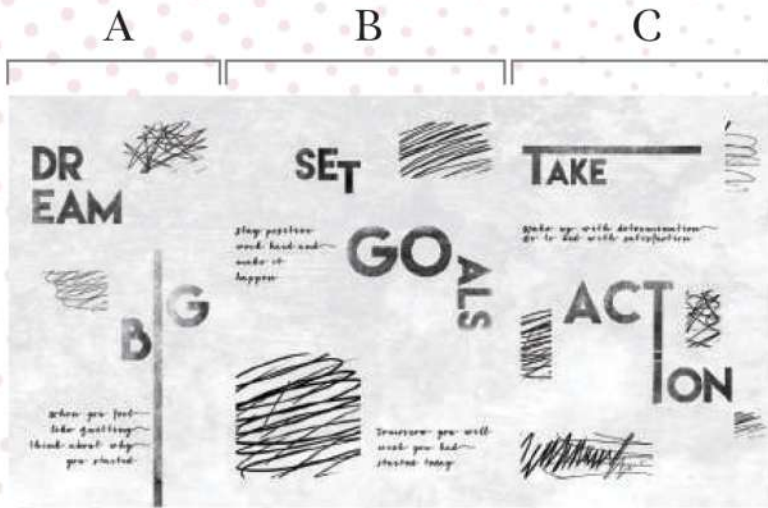 A
B
C
DR
EAM
B
G
When you feel
like quitting
think about why
you started
SET
GO
ALS
Stay positive
work hard and
make it
happen
Tomorrow you will
wish you had
started today
TAKE
Wake up with determination
Go to bed with satisfaction
ACT
ION